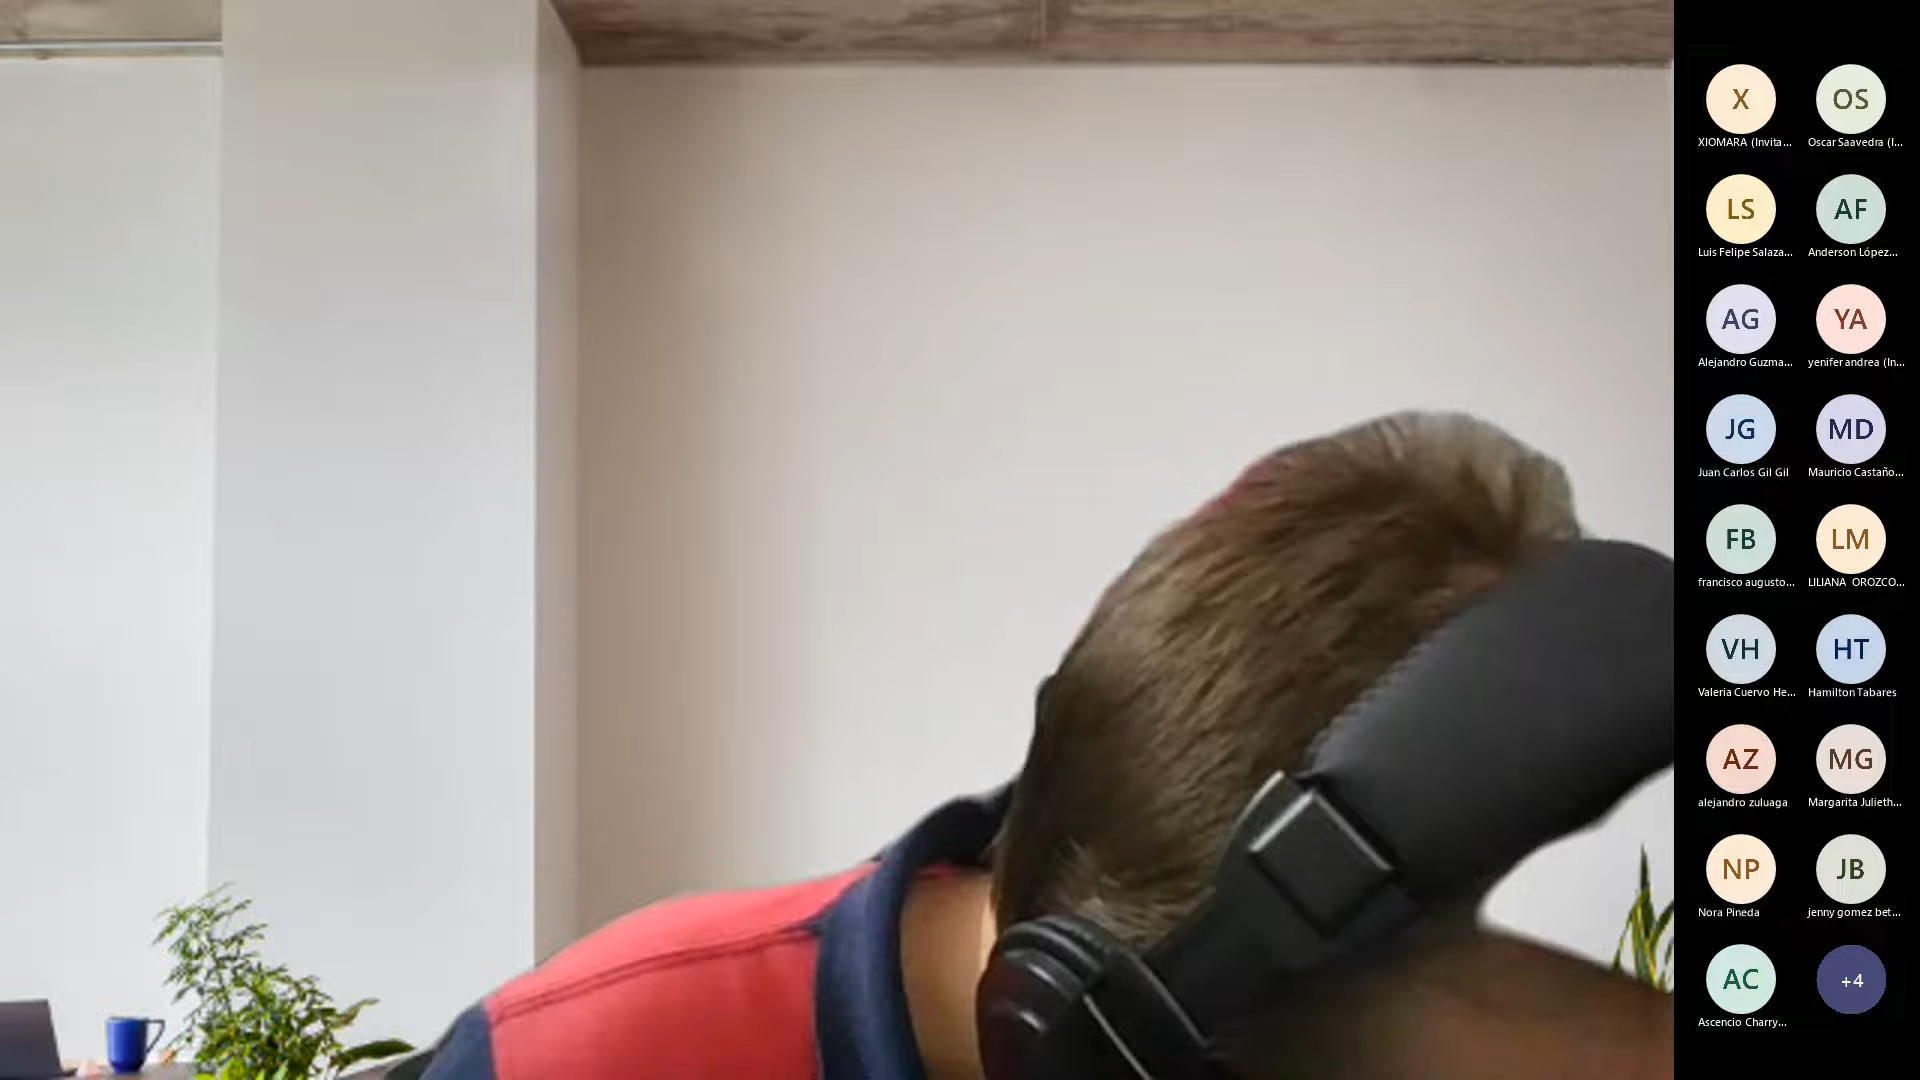 X OS
XIOMARA (Invita... Oscar Saavedra (I...
LS AF
Luis Felipe Salaza... Anderson López...
AG YA
Alejandro Guzma... yenifer andrea (In...
JG MD
Juan Carlos Gil Gil Mauricio Castaño...
FB LM
francisco augusto... LILIANA OROZCO...
VH HT
Valeria Cuervo He... Hamilton Tabares
AZ MG
alejandro zuluaga Margarita Julieth...
NP JB
Nora Pineda jenny gomez bet...
AC +4
Ascencio Charry...